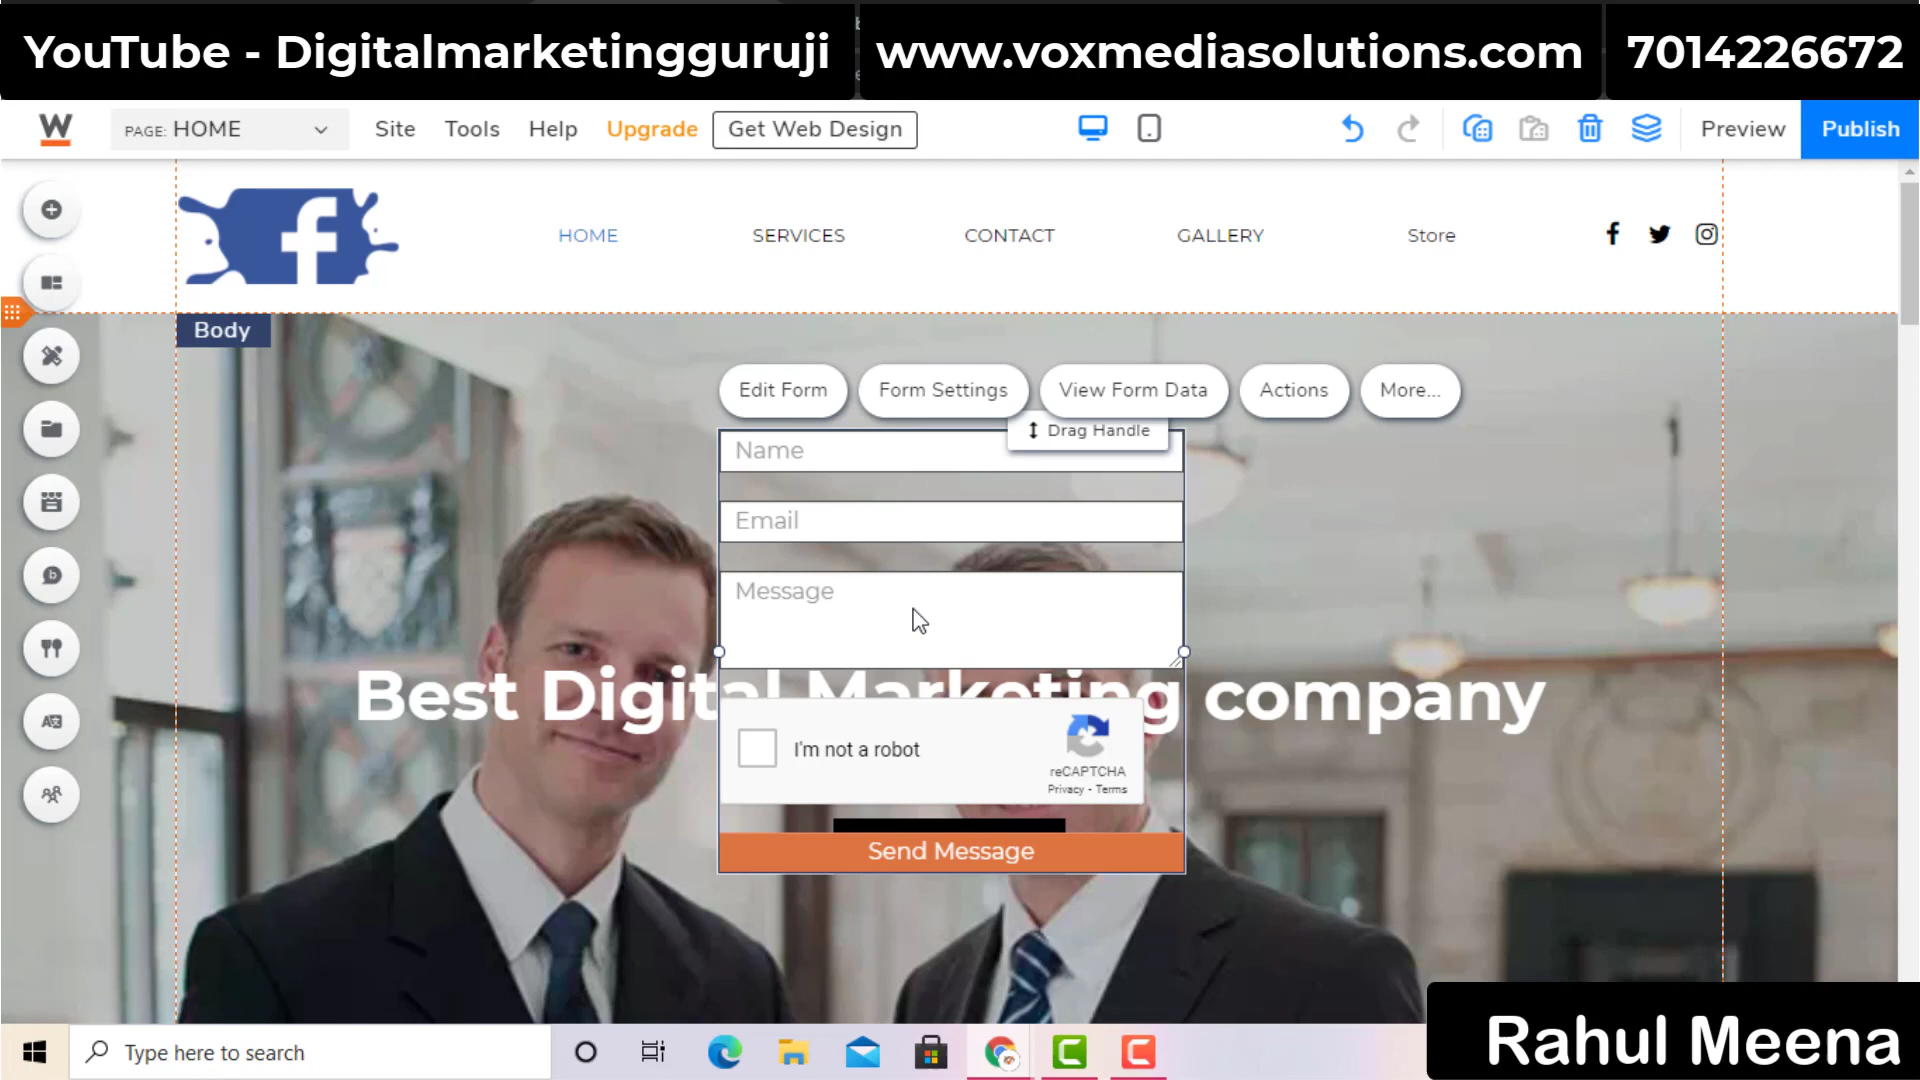 YouTube - Digitalmarketingguruji
www.voxmediasolutions.com
7014226672
W
PAGE: HOME
Site
Tools
Help
Upgrade
Get Web Design
Preview
Publish
f
HOME
SERVICES
CONTACT
GALLERY
Store
Body
Edit Form
Form Settings
View Form Data
Actions
More...
Drag Handle
Name
Email
Message
Best Digital Marketing company
I'm not a robot
reCAPTCHA
Privacy - Terms
Send Message
Type here to search
Rahul Meena